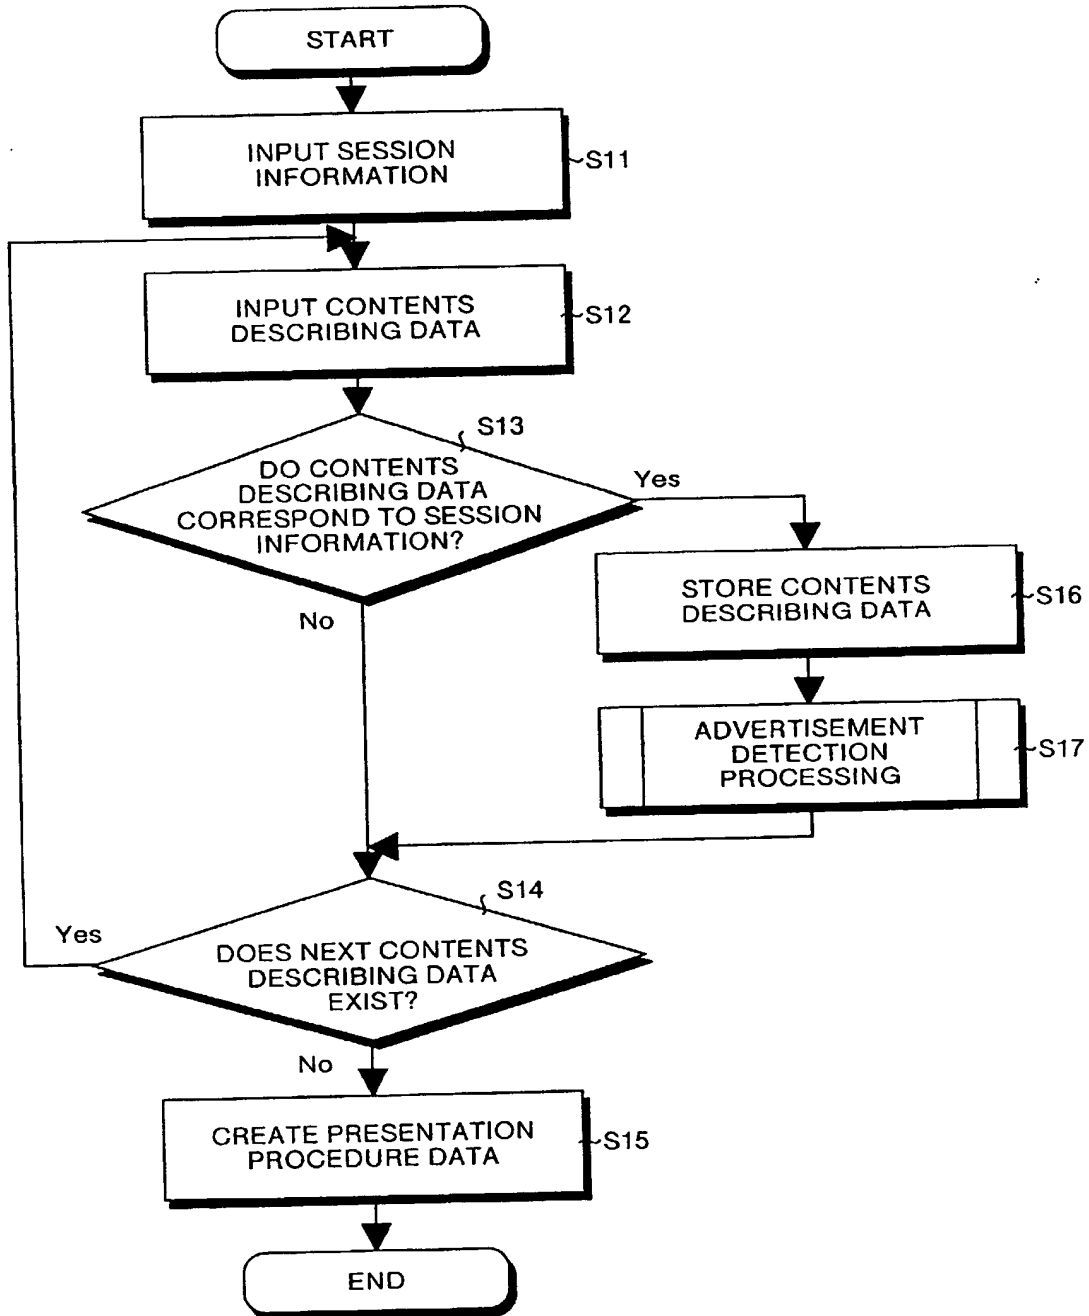 START
INPUT SESSION
INFORMATION
S11
INPUT CONTENTS
DESCRIBING DATA
S12
S13
DO CONTENTS
DESCRIBING DATA
CORRESPOND TO SESSION
INFORMATION?
Yes
No
STORE CONTENTS
DESCRIBING DATA
S16
ADVERTISEMENT
DETECTION
PROCESSING
S17
S14
Yes
DOES NEXT CONTENTS
DESCRIBING DATA
EXIST?
No
CREATE PRESENTATION
PROCEDURE DATA
S15
END